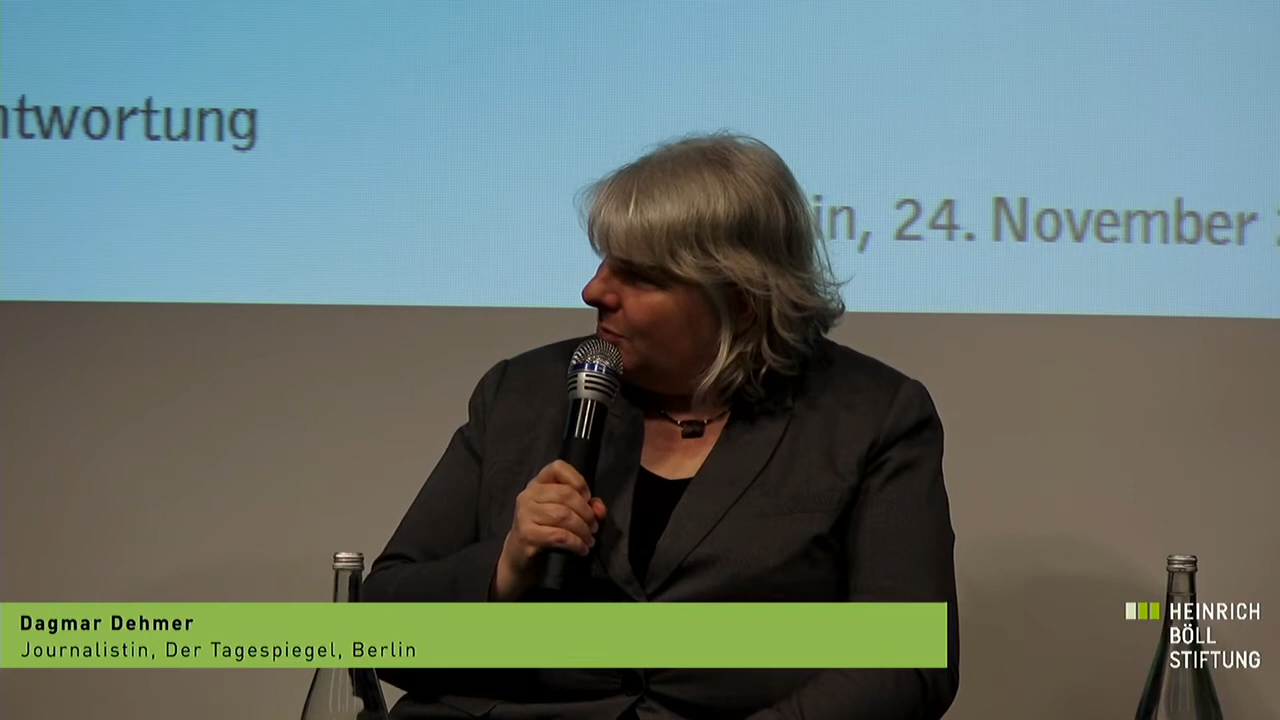 ntwortung
in, 24. November
Dagmar Dehmer
Journalistin, Der Tagespiegel, Berlin
HEINRICH
BÖLL
STIFTUNG